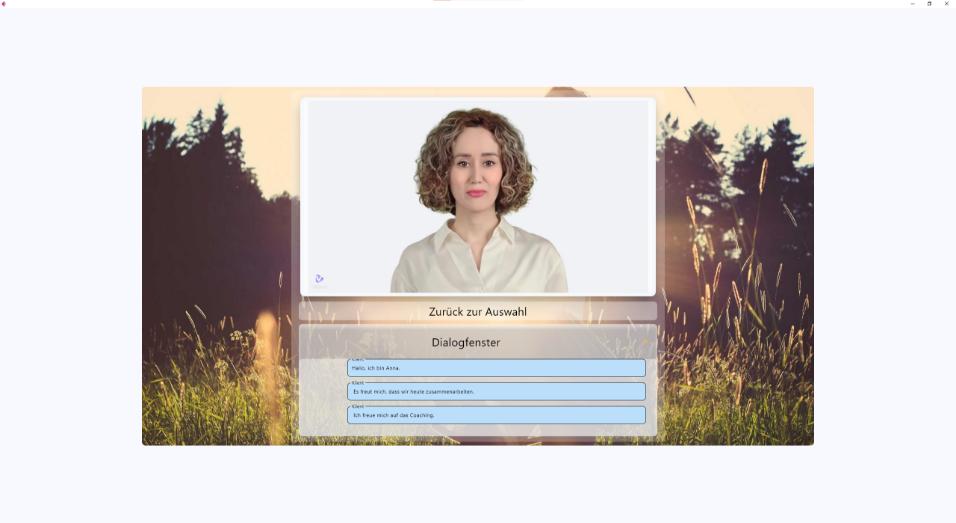 Zurück zur Auswahl
Dialogfenster
Klient
Hallo, ich bin Anna.
Klient
Es freut mich, dass wir heute zusammenarbeiten.
Klient
Ich freue mich auf das Coaching.